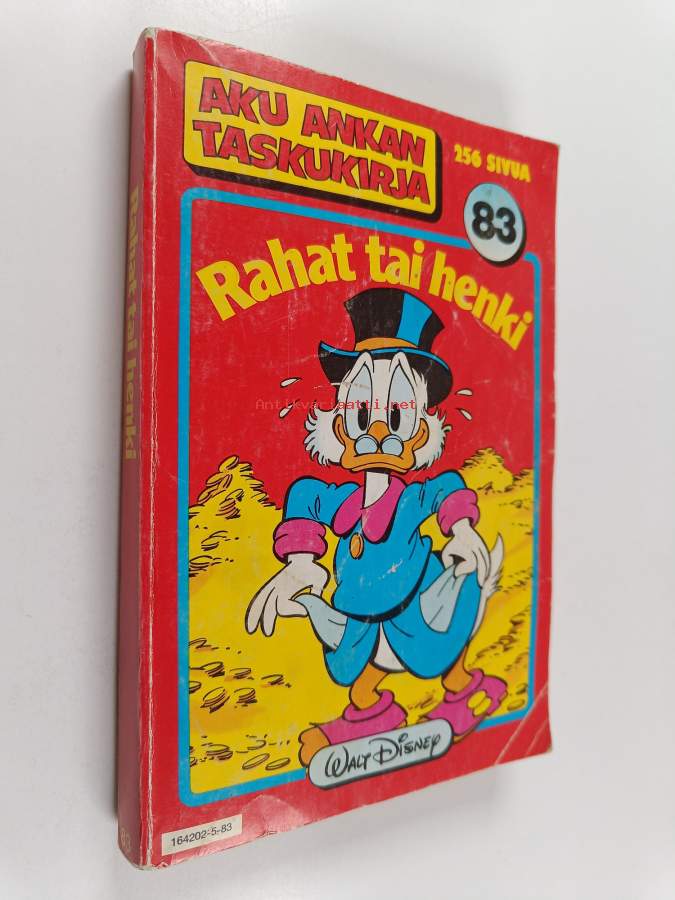 AKU ANKAN
TASKUKIRJA
256 SIVUA
83
Rahat tai henki
Antikvariaatti.net
WALT DISNEY
164202-5-83
Rahat tai henki
83